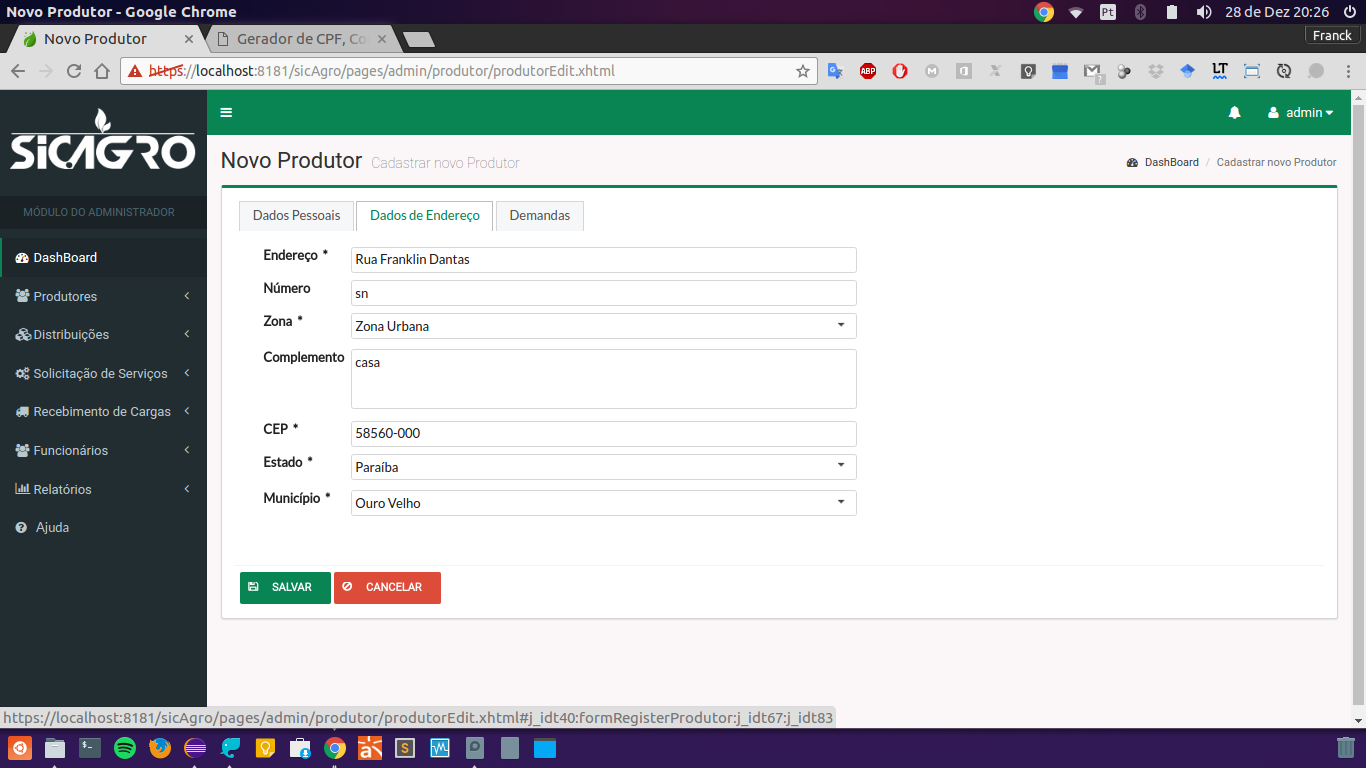 Novo Produtor - Google Chrome
Pt
28 de Dez 20:26
Novo Produtor
Gerador de CPF, Co
Franck
https://localhost:8181/sicAgro/pages/admin/produtor/produtorEdit.xhtml
ABP
LT
SiCAGRO
admin
Novo Produtor Cadastrar novo Produtor
DashBoard / Cadastrar novo Produtor
MÓDULO DO ADMINISTRADOR
DashBoard
Produtores
Distribuições
Solicitação de Serviços
Recebimento de Cargas
Funcionários
Relatórios
Ajuda
Dados Pessoais
Dados de Endereço
Demandas
Endereço *
Rua Franklin Dantas
Número
sn
Zona *
Zona Urbana
Complemento
casa
CEP *
58560-000
Estado *
Paraíba
Município *
Ouro Velho
SALVAR
CANCELAR
https://localhost:8181/sicAgro/pages/admin/produtor/produtorEdit.xhtml#j_idt40:formRegisterProdutor:j_idt67:j_idt83